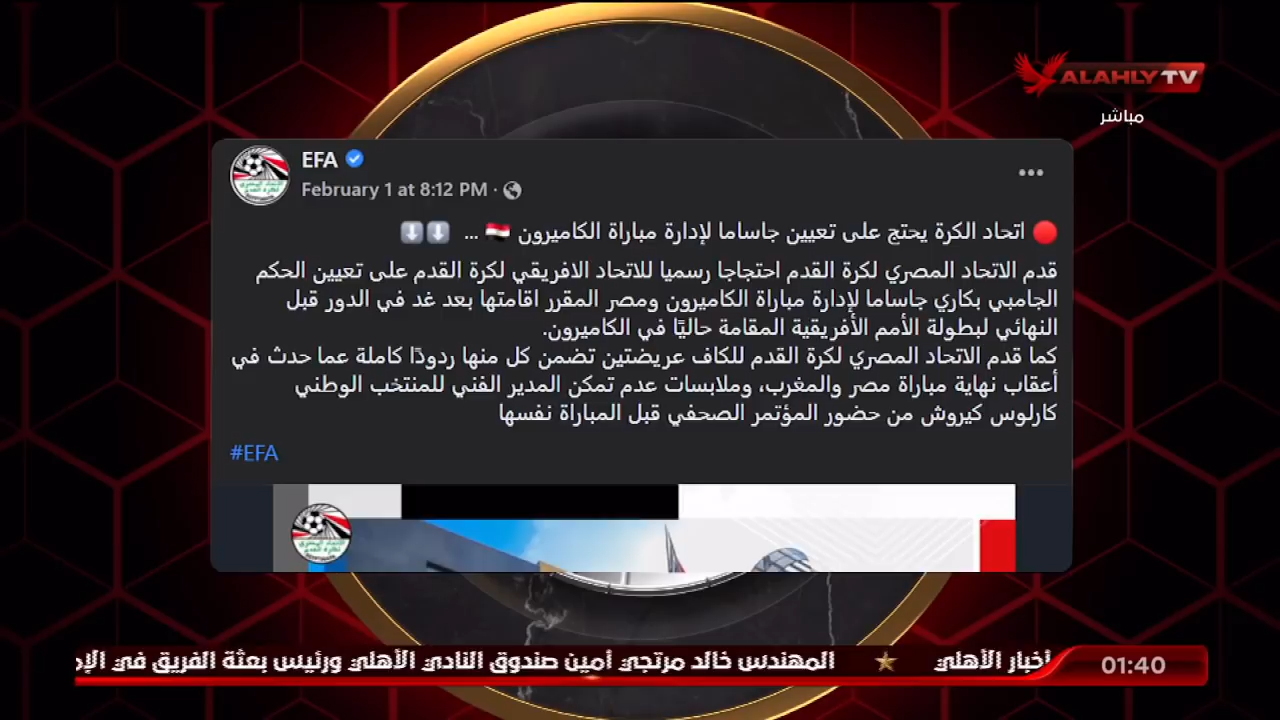 ALAHLY TV
مباشر
EFA
February 1 at 8:12 PM ·
اتحاد الكرة يحتج على تعيين جاساما لإدارة مباراة الكاميرون 🇪🇬 ... ⬇️⬇️
قدم الاتحاد المصري لكرة القدم احتجاجا رسميا للاتحاد الافريقي لكرة القدم على تعيين الحكم
الجامبي بكاري جاساما لإدارة مباراة الكاميرون ومصر المقرر اقامتها بعد غد في الدور قبل
النهائي لبطولة الأمم الأفريقية المقامة حاليًا في الكاميرون.
كما قدم الاتحاد المصري لكرة القدم للكاف عريضتين تضمن كل منها ردودًا كاملة عما حدث في
أعقاب نهاية مباراة مصر والمغرب، وملابسات عدم تمكن المدير الفني للمنتخب الوطني
كارلوس كيروش من حضور المؤتمر الصحفي قبل المباراة نفسها
#EFA
أخبار الأهلي ★ المهندس خالد مرتجي أمين صندوق النادي الأهلي ورئيس بعثة الفريق في
01:40